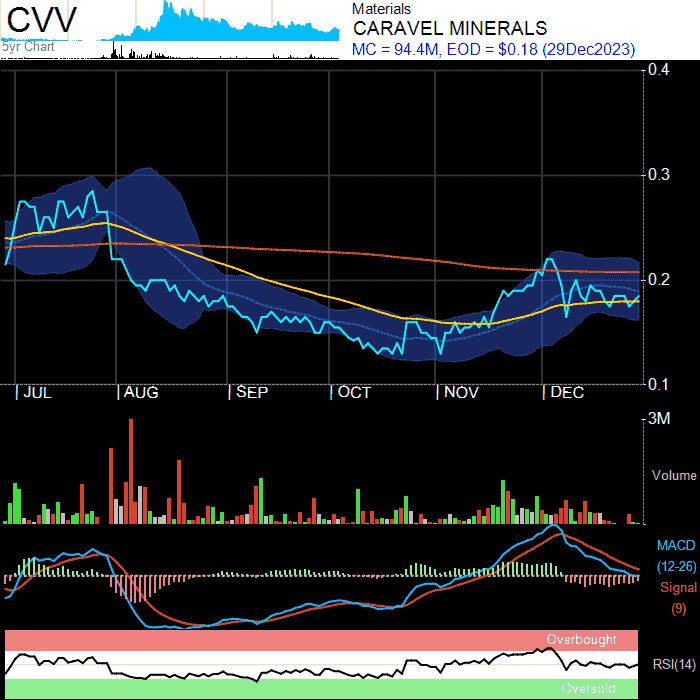 CVV
5yr Chart
Materials
CARAVEL MINERALS
MC = 94.4M, EOD = $0.18 (29Dec2023)
0.4
0.3
0.2
0.1
JUL AUG SEP OCT NOV DEC
3M
Volume
MACD
(12-26)
Signal
(9)
Overbought
RSI(14)
Oversold